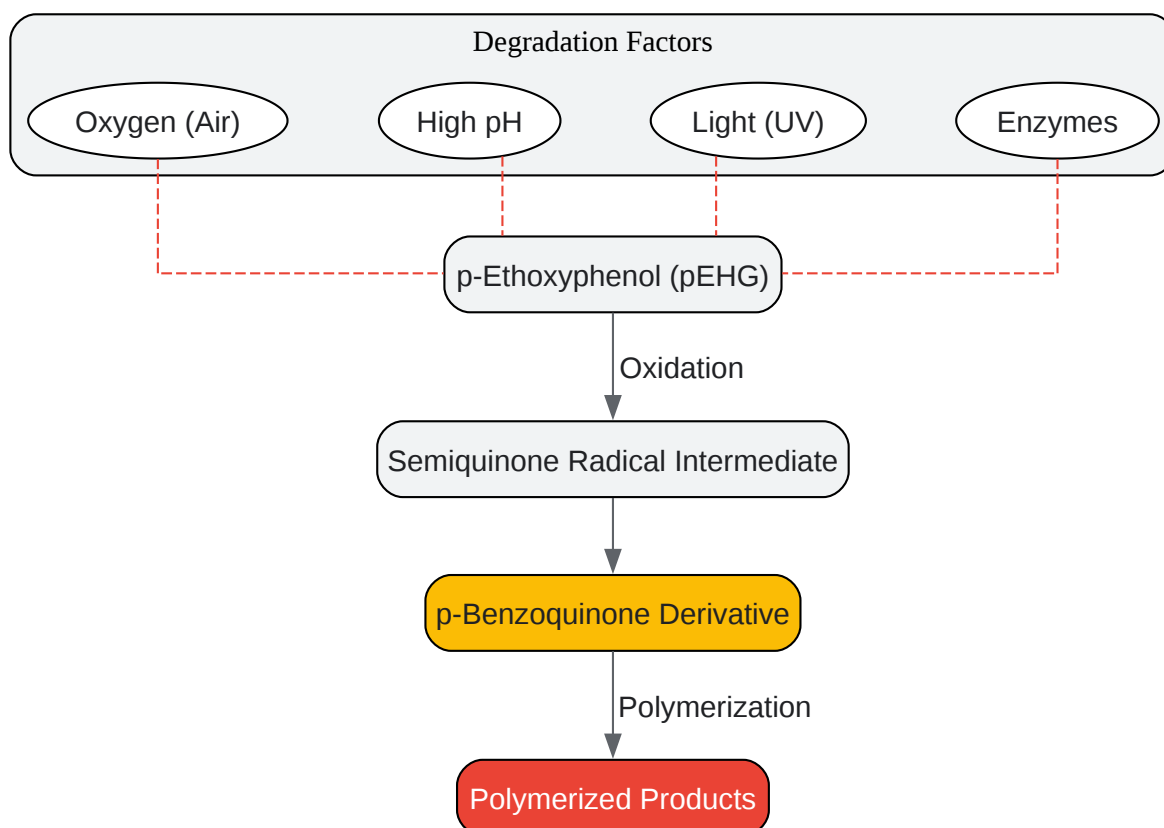 Degradation Factors
Oxygen (Air)
High pH
Light (UV)
Enzymes
p-Ethoxyphenol (pEHG)
Oxidation
Semiquinone Radical Intermediate
p-Benzoquinone Derivative
Polymerization
Polymerized Products